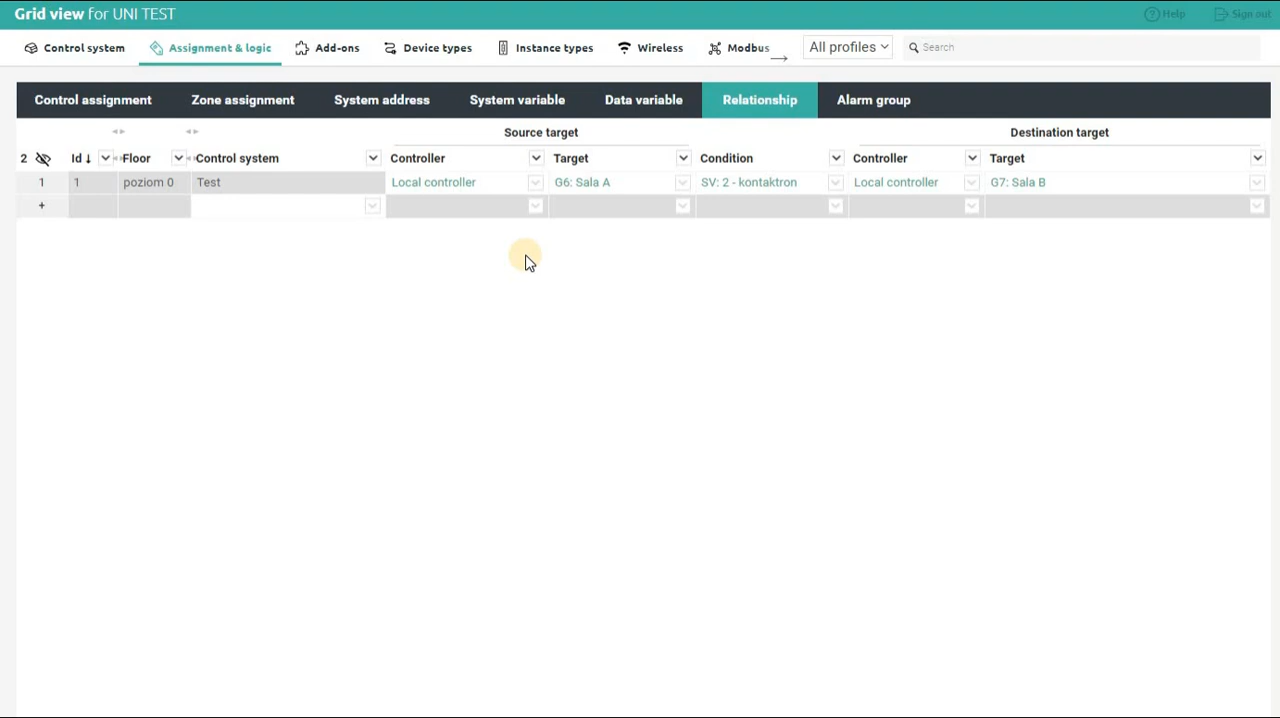 Grid view for UNI TEST Help Sign out
Control system Assignment & logic Add-ons Device types Instance types Wireless Modbus All profiles Search
Control assignment Zone assignment System address System variable Data variable Relationship Alarm group
Source target Destination target
2 Id Floor Control system Controller Target Condition Controller Target
1 1 poziom 0 Test Local controller G6: Sala A SV: 2 - kontaktron Local controller G7: Sala B
+